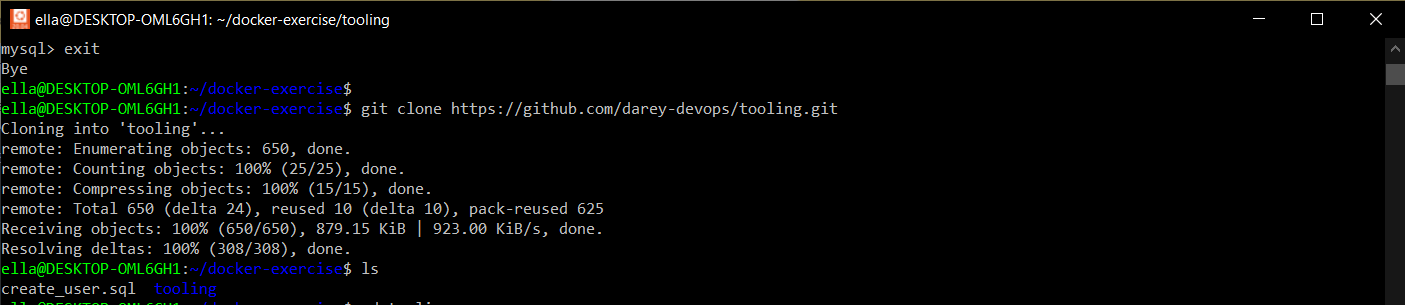 ella@DESKTOP-OML6GH1: ~/docker-exercise/tooling
mysql> exit
Bye
ella@DESKTOP-OML6GH1:~/docker-exercise$
ella@DESKTOP-OML6GH1:~/docker-exercise$ git clone https://github.com/darey-devops/tooling.git
Cloning into 'tooling'...
remote: Enumerating objects: 650, done.
remote: Counting objects: 100% (25/25), done.
remote: Compressing objects: 100% (15/15), done.
remote: Total 650 (delta 24), reused 10 (delta 10), pack-reused 625
Receiving objects: 100% (650/650), 879.15 KiB | 923.00 KiB/s, done.
Resolving deltas: 100% (308/308), done.
ella@DESKTOP-OML6GH1:~/docker-exercise$ ls
create_user.sql  tooling